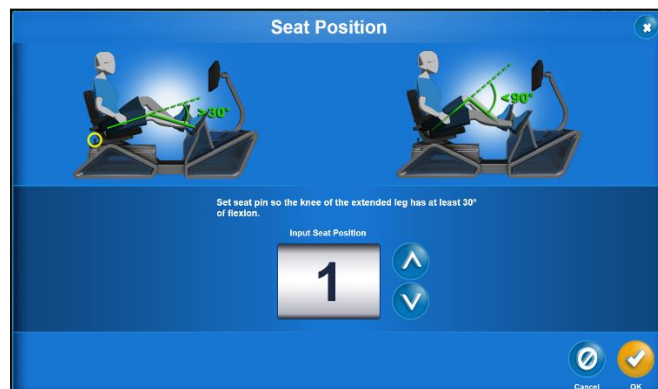 Seat Position
>30°
<90°
Set seat pin so the knee of the extended leg has at least 30°
of flexion.
Input Seat Position
1
Cancel
OK